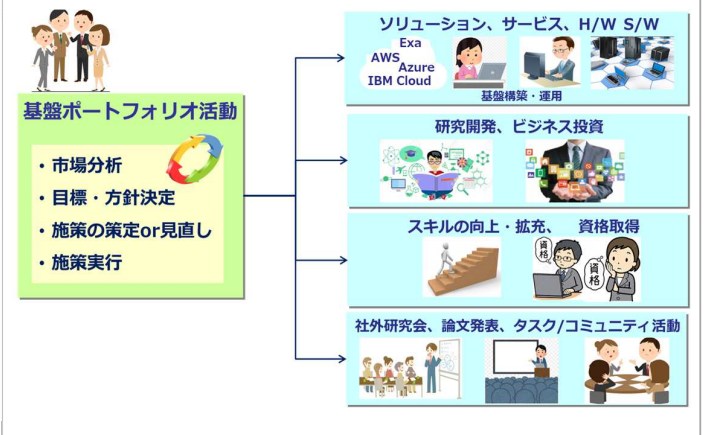 基盤ポートフォリオ活動
・市場分析
・目標・方針決定
・施策の策定or見直し
・施策実行
ソリューション、サービス、H/W S/W
Exa
AWS
Azure
IBM Cloud
基盤構築・運用
研究開発、ビジネス投資
スキルの向上・拡充、 資格取得
資格
資格
社外研究会、論文発表、タスク/コミュニティ活動